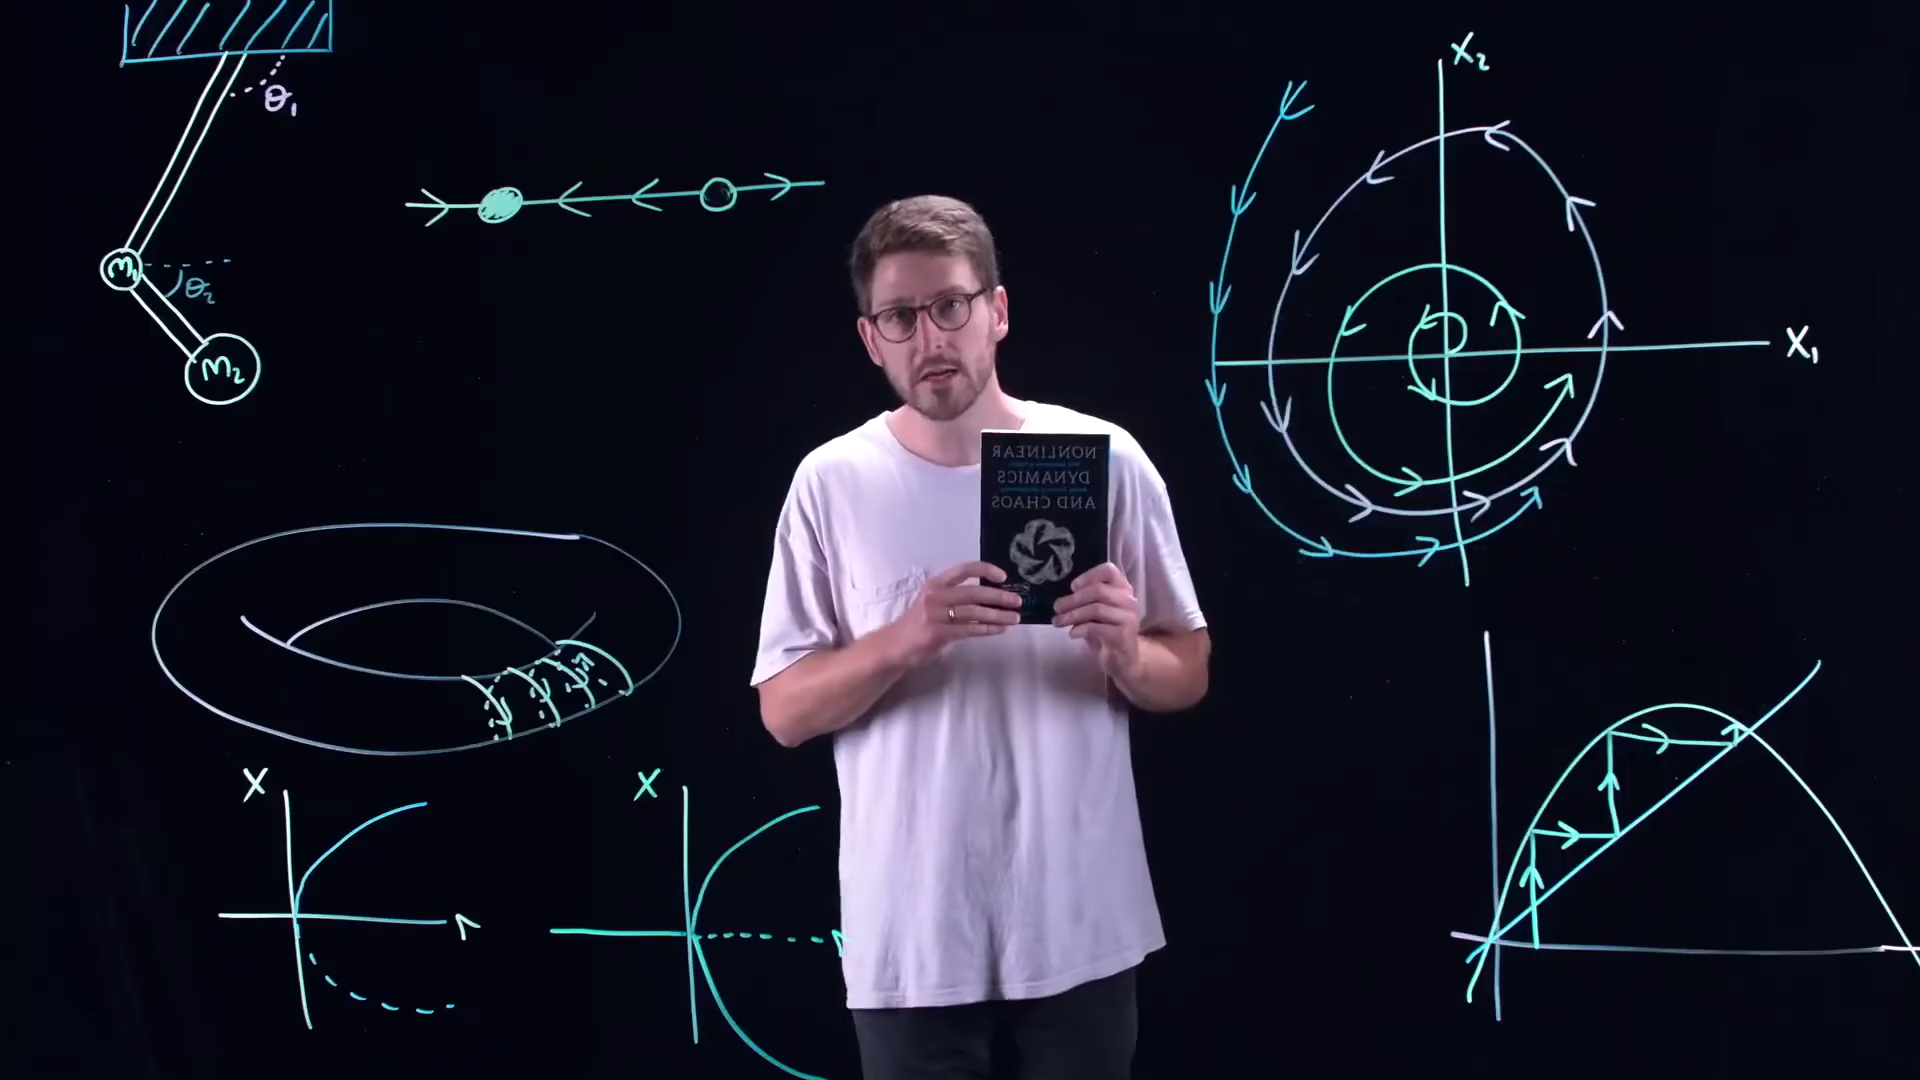 θ₁
m₁
θ₂
m₂
x₂
x₁
NONLINEAR
DYNAMICS
AND CHAOS
x
r
x